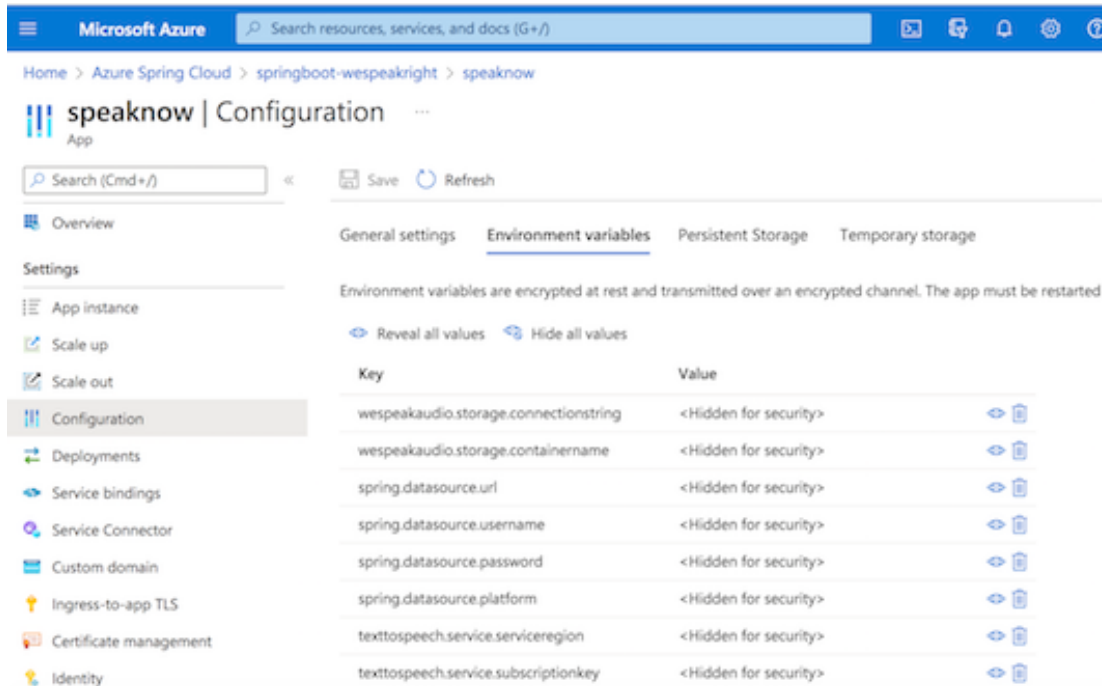 Microsoft Azure
Search resources, services, and docs (G+/)
Home > Azure Spring Cloud > springboot-wespeakright > speaknow
speaknow | Configuration ...
App
Search (Cmd+/)
«
Overview
Settings
App instance
Scale up
Scale out
Configuration
Deployments
Service bindings
Service Connector
Custom domain
Ingress-to-app TLS
Certificate management
Identity
Save Refresh
General settings Environment variables Persistent Storage Temporary storage
Environment variables are encrypted at rest and transmitted over an encrypted channel. The app must be restarted
Reveal all values Hide all values
Key Value
wespeakaudio.storage.connectionstring <Hidden for security>
wespeakaudio.storage.containername <Hidden for security>
spring.datasource.url <Hidden for security>
spring.datasource.username <Hidden for security>
spring.datasource.password <Hidden for security>
spring.datasource.platform <Hidden for security>
texttospeech.service.serviceregion <Hidden for security>
texttospeech.service.subscriptionkey <Hidden for security>